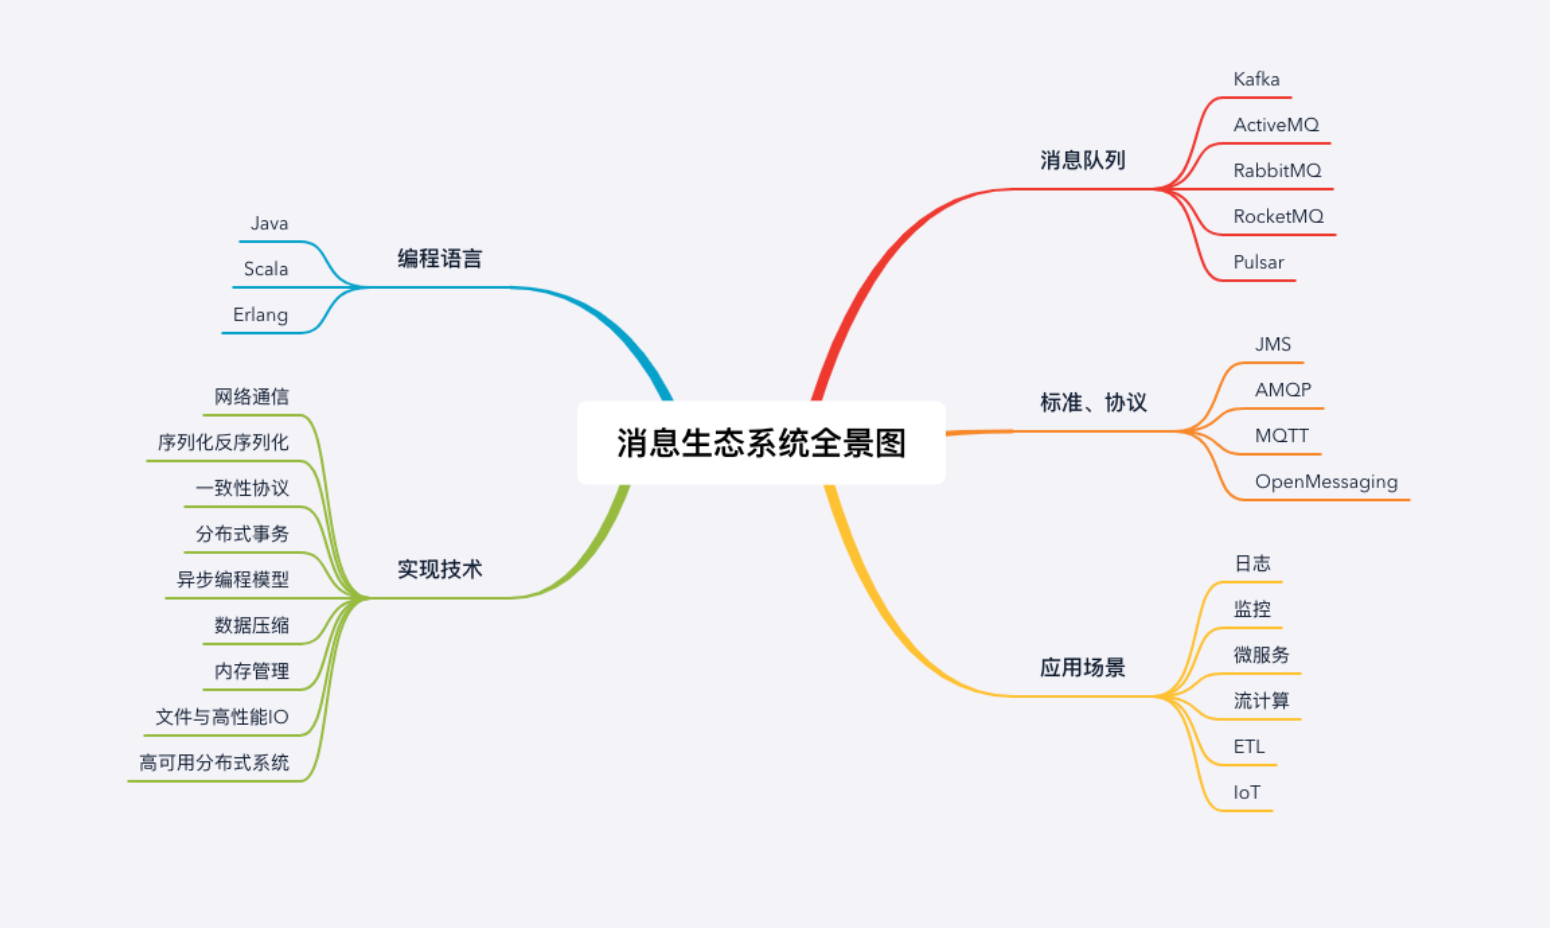 消息生态系统全景图
消息队列
Kafka
ActiveMQ
RabbitMQ
RocketMQ
Pulsar
标准、协议
JMS
AMQP
MQTT
OpenMessaging
应用场景
日志
监控
微服务
流计算
ETL
IoT
编程语言
Java
Scala
Erlang
实现技术
网络通信
序列化反序列化
一致性协议
分布式事务
异步编程模型
数据压缩
内存管理
文件与高性能IO
高可用分布式系统